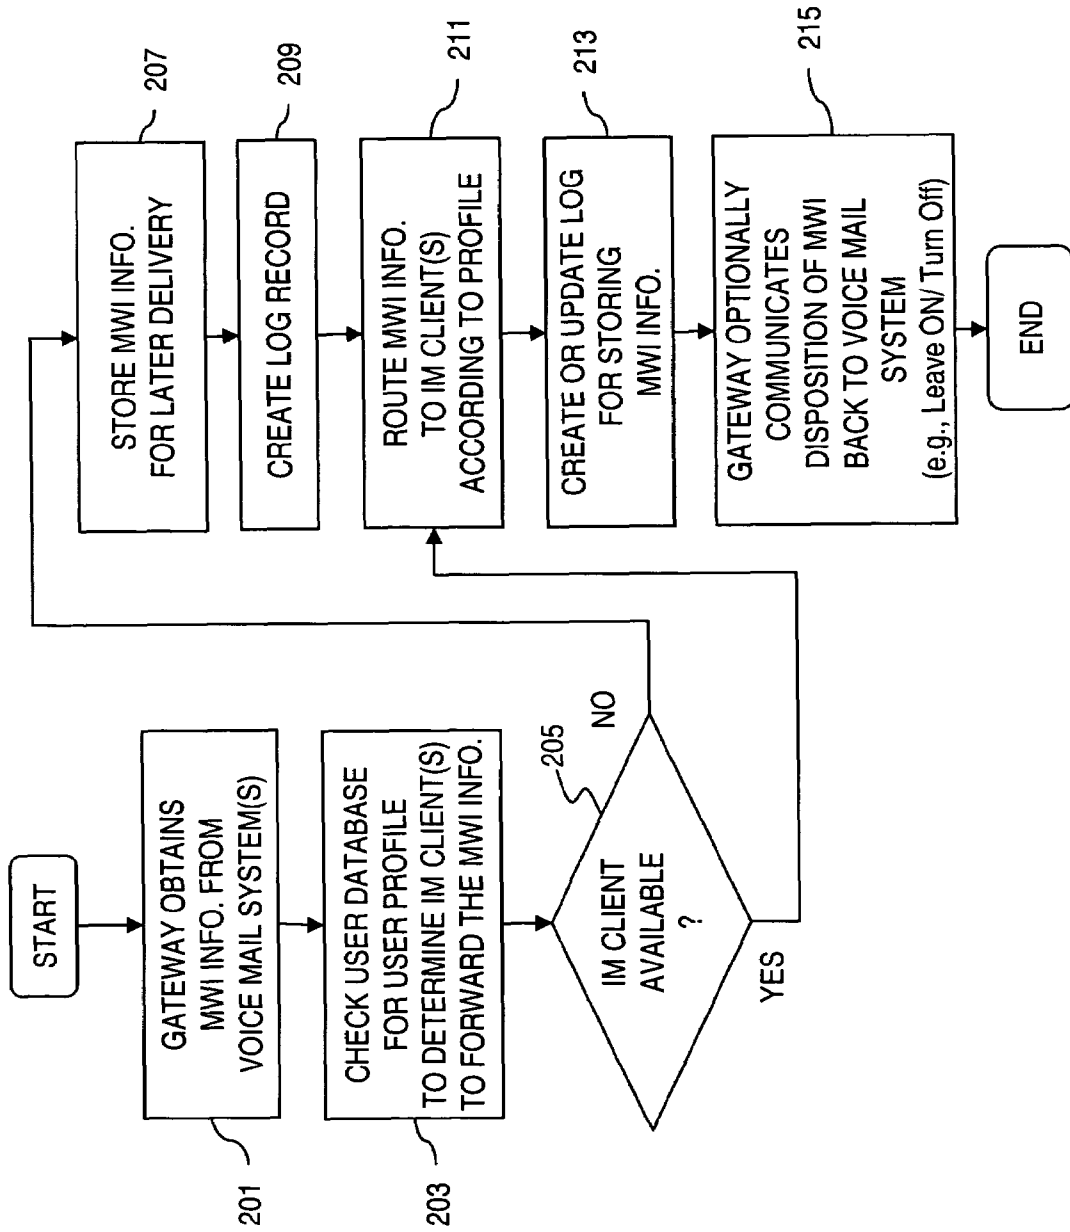 START
GATEWAY OBTAINS
MWI INFO. FROM
VOICE MAIL SYSTEM(S)
201
CHECK USER DATABASE
FOR USER PROFILE
TO DETERMINE IM CLIENT(S)
TO FORWARD THE MWI INFO.
203
IM CLIENT
AVAILABLE
?
205
NO
YES
STORE MWI INFO.
FOR LATER DELIVERY
207
CREATE LOG RECORD
209
ROUTE MWI INFO.
TO IM CLIENT(S)
ACCORDING TO PROFILE
211
CREATE OR UPDATE LOG
FOR STORING
MWI INFO.
213
GATEWAY OPTIONALLY
COMMUNICATES
DISPOSITION OF MWI
BACK TO VOICE MAIL
SYSTEM
(e.g., Leave ON/ Turn Off)
215
END